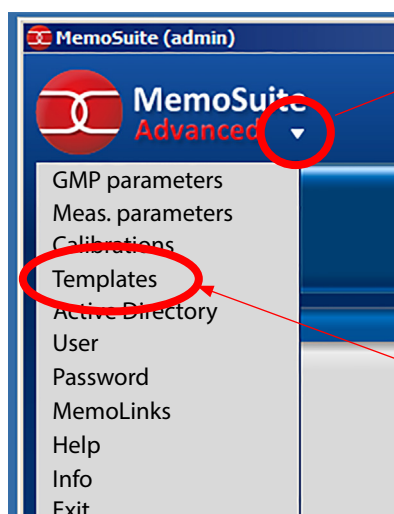 MemoSuite (admin)
MemoSuite
Advanced
GMP parameters
Meas. parameters
Calibrations
Templates
Active Directory
User
Password
MemoLinks
Help
Info
Exit